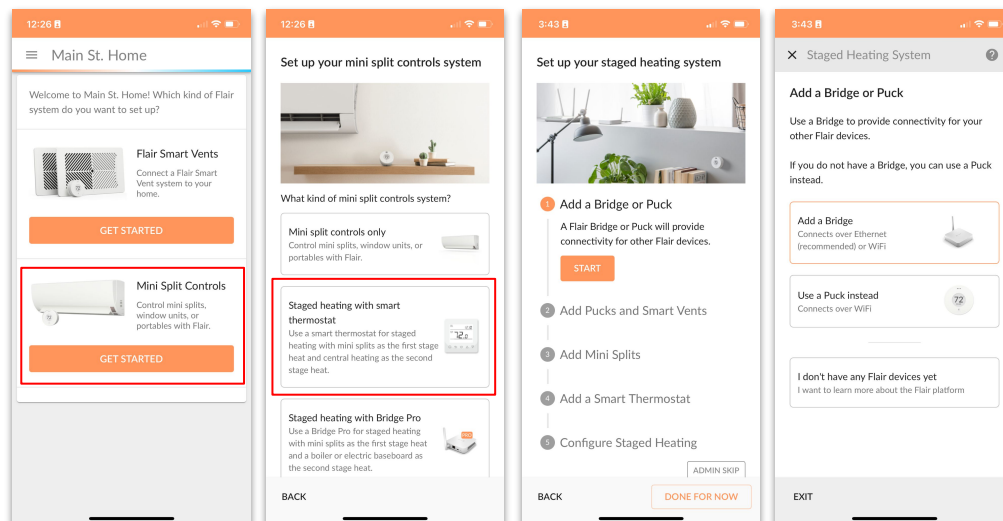 12:26
Main St. Home
Welcome to Main St. Home! Which kind of Flair
system do you want to set up?
Flair Smart Vents
Connect a Flair Smart
Vent system to your
home.
GET STARTED
Mini Split Controls
Control mini splits,
window units, or
portables with Flair.
GET STARTED
12:26
Set up your mini split controls system
What kind of mini split controls system?
Mini split controls only
Control mini splits, window units, or
portables with Flair.
Staged heating with smart
thermostat
Use a smart thermostat for staged
heating with mini splits as the first stage
heat and central heating as the second
stage heat.
Staged heating with Bridge Pro
Use a Bridge Pro for staged heating
with mini splits as the first stage heat
and a boiler or electric baseboard as
the second stage heat.
PRO
BACK
3:43
Set up your staged heating system
1 Add a Bridge or Puck
A Flair Bridge or Puck will provide
connectivity for other Flair devices.
START
2 Add Pucks and Smart Vents
3 Add Mini Splits
4 Add a Smart Thermostat
5 Configure Staged Heating
ADMIN SKIP
BACK
DONE FOR NOW
3:43
Staged Heating System
Add a Bridge or Puck
Use a Bridge to provide connectivity for your
other Flair devices.
If you do not have a Bridge, you can use a Puck
instead.
Add a Bridge
Connects over Ethernet
(recommended) or WiFi
Use a Puck instead
Connects over WiFi
72
I don't have any Flair devices yet
I want to learn more about the Flair platform
EXIT